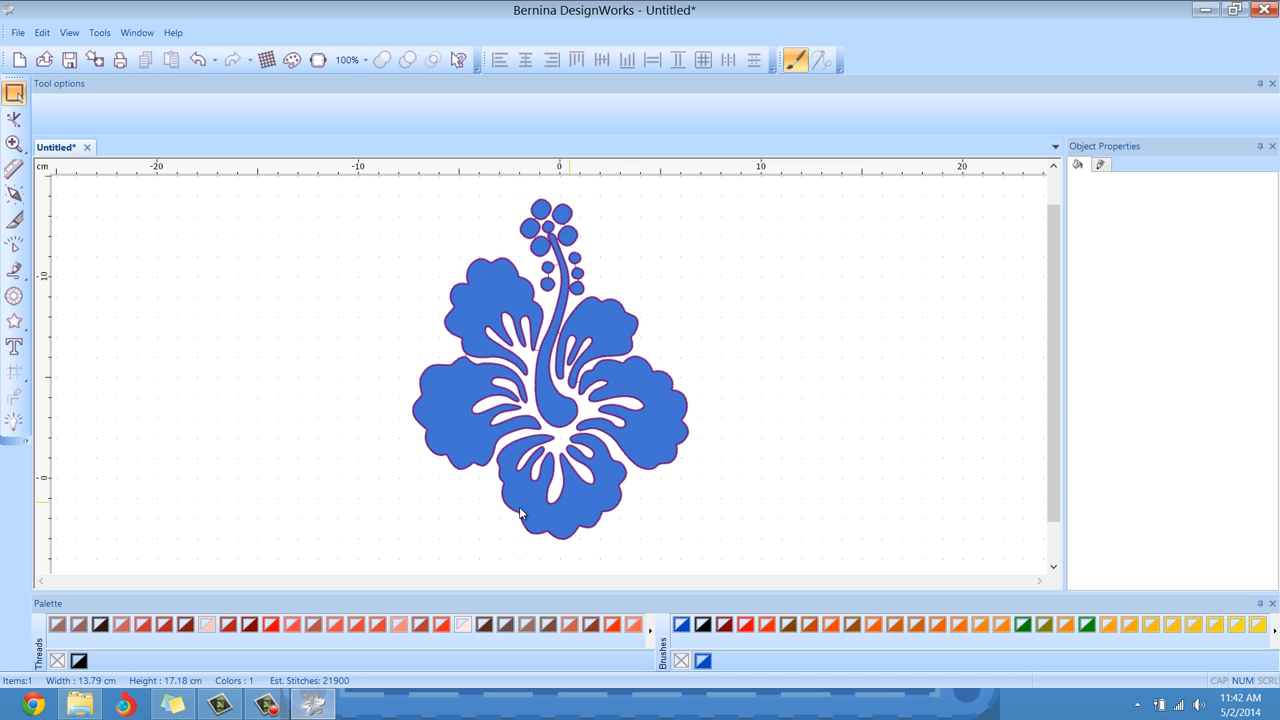 Bernina DesignWorks - Untitled*
File Edit View Tools Window Help
100%
Tool options
Untitled*
Object Properties
cm -20 -10 0 10 20
-10
0
Palette
Threads
Brushes
Items:1 Width : 13.79 cm Height : 17.18 cm Colors : 1 Est. Stitches: 21900 CAP NUM SCRL
11:42 AM
5/2/2014